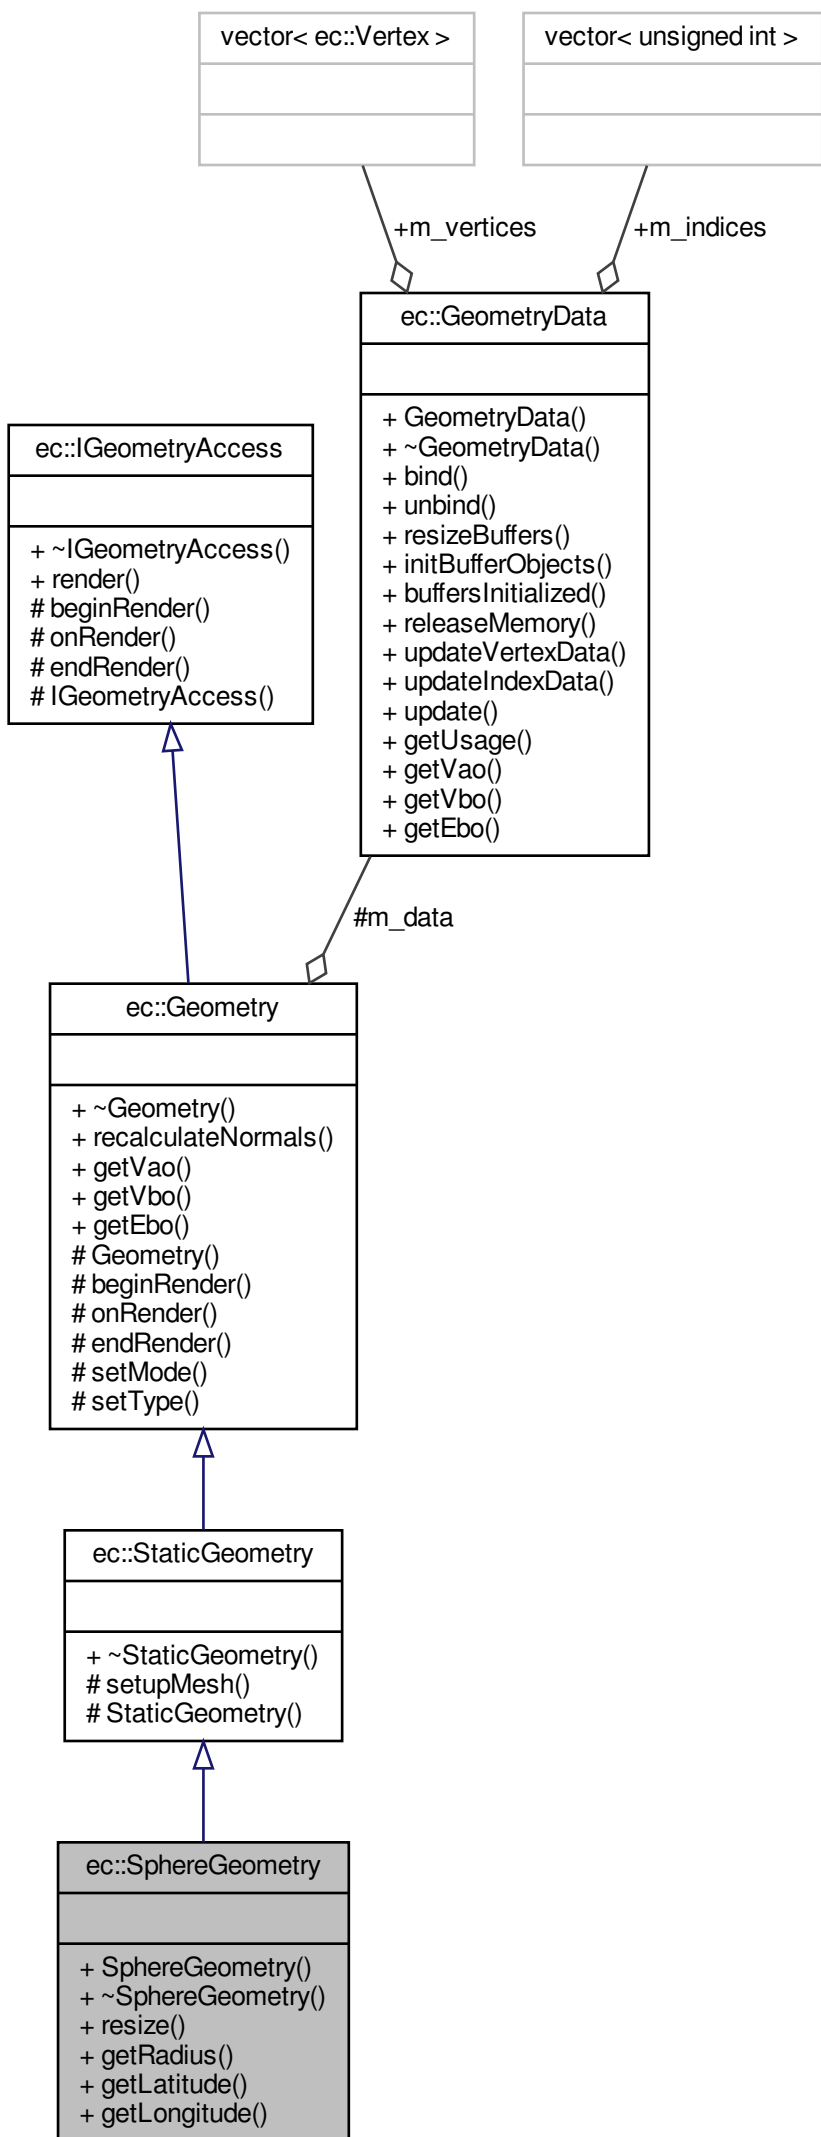 vector< ec::Vertex >
vector< unsigned int >
+m_vertices
+m_indices
ec::GeometryData
+ GeometryData()
+ ~GeometryData()
+ bind()
+ unbind()
+ resizeBuffers()
+ initBufferObjects()
+ buffersInitialized()
+ releaseMemory()
+ updateVertexData()
+ updateIndexData()
+ update()
+ getUsage()
+ getVao()
+ getVbo()
+ getEbo()
ec::IGeometryAccess
+ ~IGeometryAccess()
+ render()
# beginRender()
# onRender()
# endRender()
# IGeometryAccess()
#m_data
ec::Geometry
+ ~Geometry()
+ recalculateNormals()
+ getVao()
+ getVbo()
+ getEbo()
# Geometry()
# beginRender()
# onRender()
# endRender()
# setMode()
# setType()
ec::StaticGeometry
+ ~StaticGeometry()
# setupMesh()
# StaticGeometry()
ec::SphereGeometry
+ SphereGeometry()
+ ~SphereGeometry()
+ resize()
+ getRadius()
+ getLatitude()
+ getLongitude()